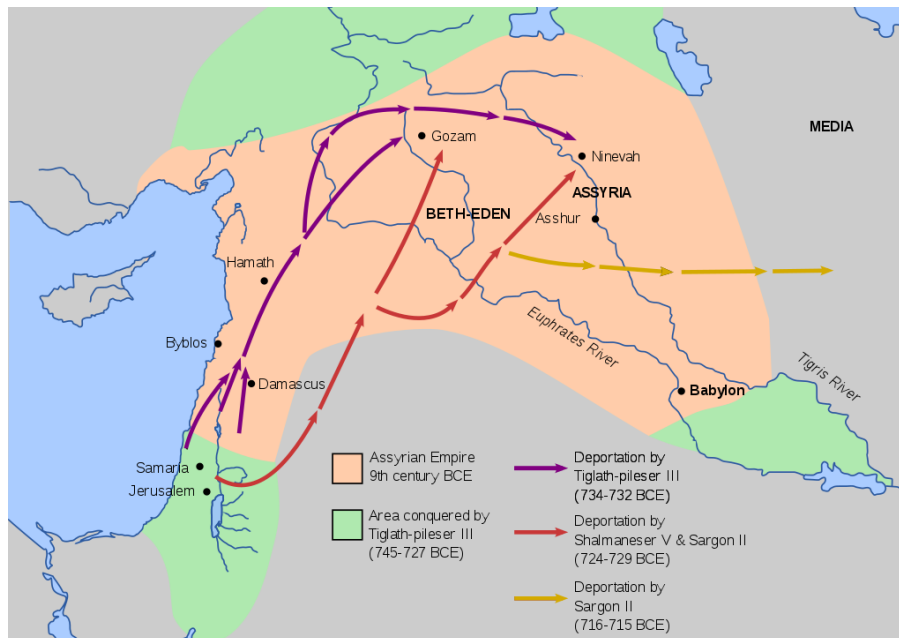 MEDIA
Gozam
Ninevah
ASSYRIA
BETH-EDEN
Asshur
Hamath
Byblos
Euphrates River
Tigris River
Damascus
Babylon
Samaria
Jerusalem
Assyrian Empire
9th century BCE
Area conquered by
Tiglath-pileser III
(745-727 BCE)
Deportation by
Tiglath-pileser III
(734-732 BCE)
Deportation by
Shalmaneser V & Sargon II
(724-729 BCE)
Deportation by
Sargon II
(716-715 BCE)